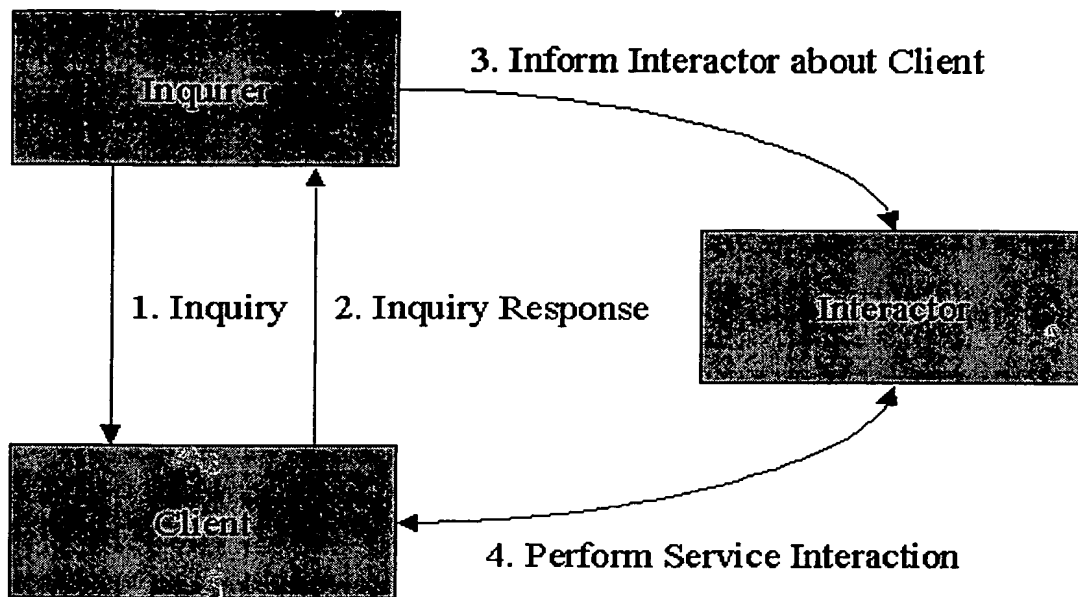 Inquirer
3. Inform Interactor about Client
1. Inquiry
2. Inquiry Response
Interactor
Client
4. Perform Service Interaction